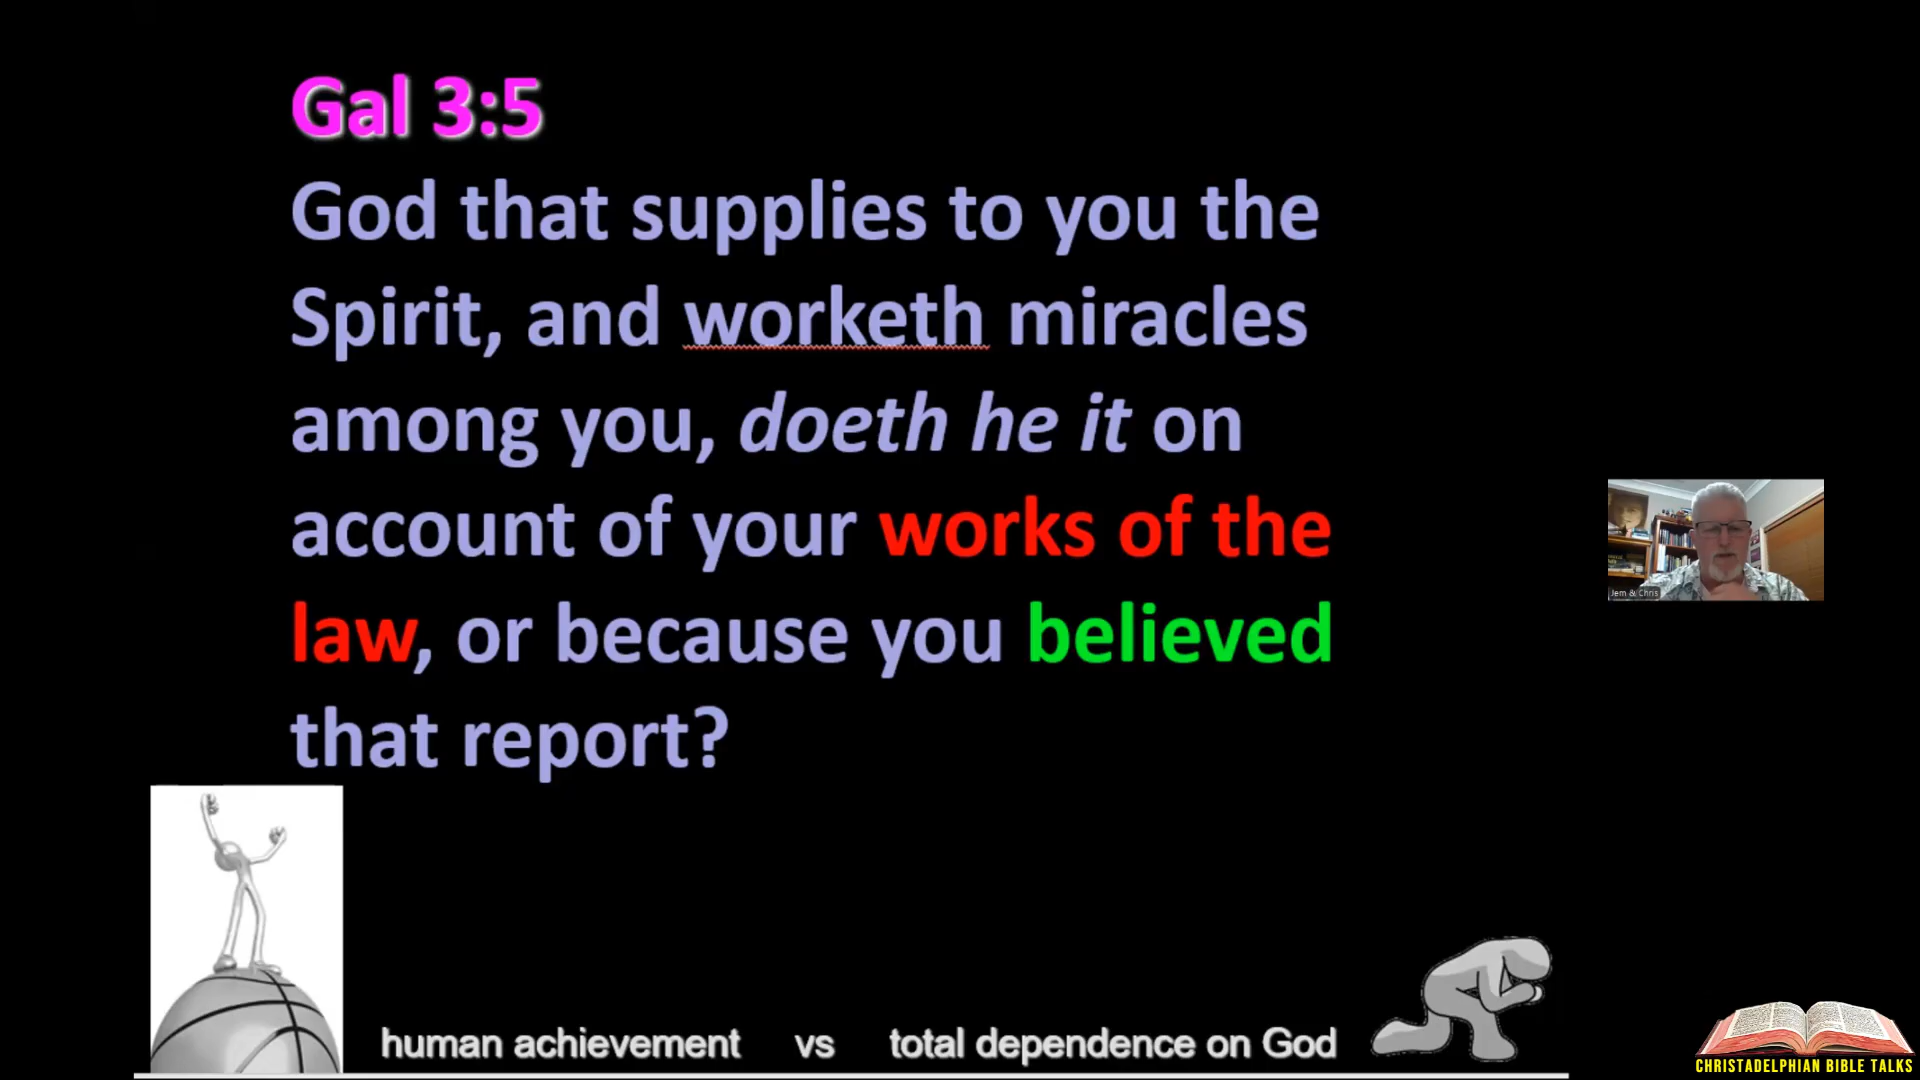 Gal 3:5
God that supplies to you the
Spirit, and worketh miracles
among you, doeth he it on
account of your works of the
law, or because you believed
that report?
Jem & Chris
human achievement vs total dependence on God
CHRISTADELPHIAN BIBLE TALKS